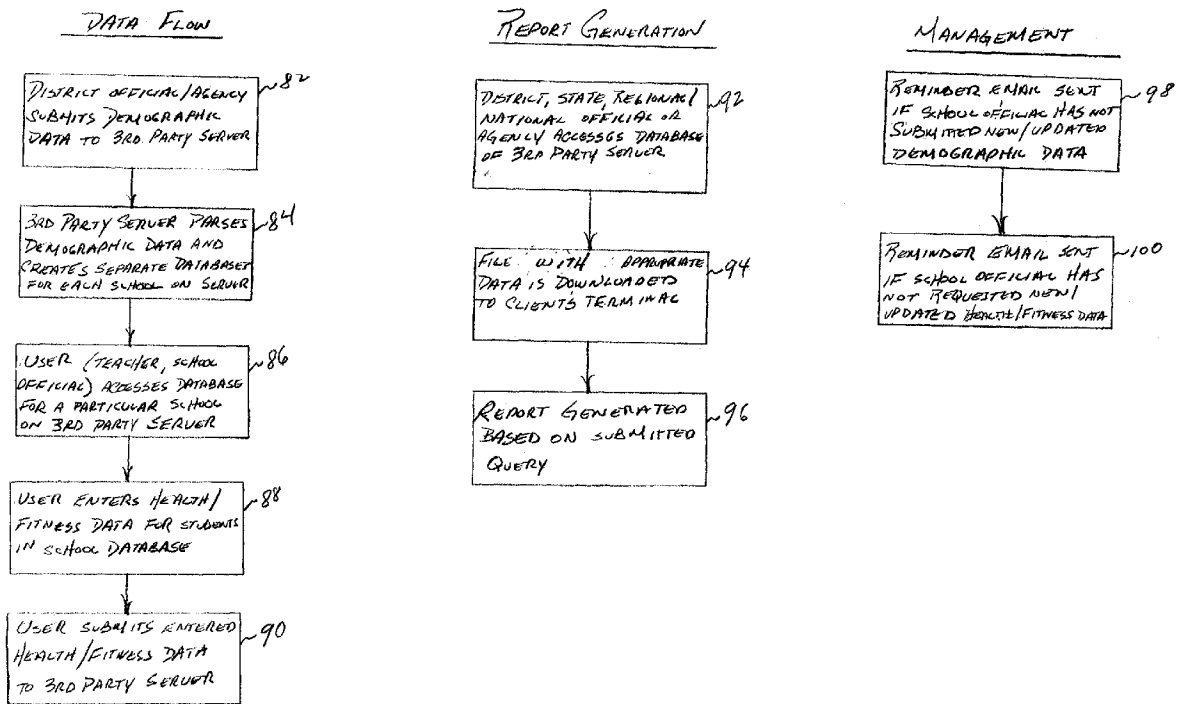 DATA FLOW
DISTRICT OFFICIAL/AGENCY
SUBMITS DEMOGRAPHIC
DATA TO 3RD PARTY SERVER
82
3RD PARTY SERVER PARSES
DEMOGRAPHIC DATA AND
CREATES SEPARATE DATABASES
FOR EACH SCHOOL ON SERVER
84
USER (TEACHER, SCHOOL
OFFICIAL) ACCESSES DATABASE
FOR A PARTICULAR SCHOOL
ON 3RD PARTY SERVER
86
USER ENTERS HEALTH/
FITNESS DATA FOR STUDENTS
IN SCHOOL DATABASE
88
USER SUBMITS ENTERED
HEALTH/FITNESS DATA
TO 3RD PARTY SERVER
90
REPORT GENERATION
DISTRICT, STATE, REGIONAL/
NATIONAL OFFICIAL OR
AGENCY ACCESSES DATABASE
OF 3RD PARTY SERVER
92
FILE WITH APPROPRIATE
DATA IS DOWNLOADED
TO CLIENT'S TERMINAL
94
REPORT GENERATED
BASED ON SUBMITTED
QUERY
96
MANAGEMENT
REMINDER EMAIL SENT
IF SCHOOL OFFICIAL HAS NOT
SUBMITTED NEW/UPDATED
DEMOGRAPHIC DATA
98
REMINDER EMAIL SENT
IF SCHOOL OFFICIAL HAS
NOT REQUESTED NEW/
UPDATED HEALTH/FITNESS DATA
100